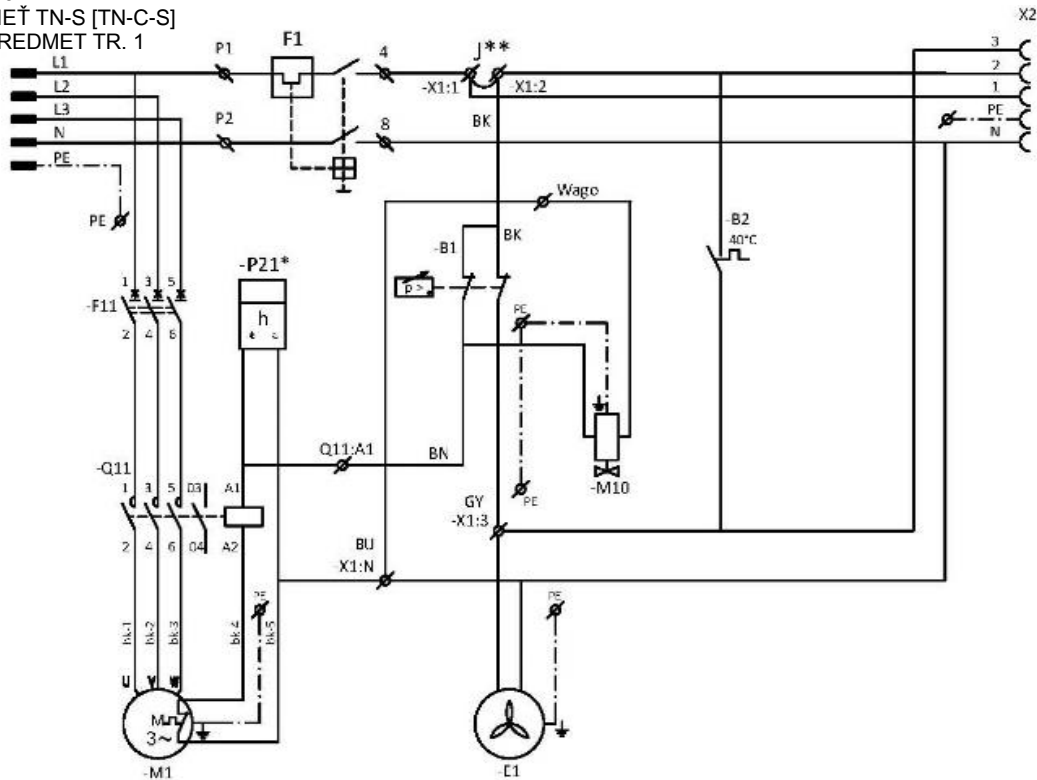 IEŤ TN-S [TN-C-S]
REDMET TR. 1
X2
L1
P1
F1
4
J**
3
-X1:1
-X1:2
2
L2
1
L3
BK
PE
N
P2
8
N
PE
Wago
PE
-B2
BK
-B1
40°C
-P21*
p >
1 3 5
PE
-F11
h
2 4 6
Q11:A1
BN
-Q11
-M10
1 3 5 03 A1
GY
PE
-X1:3
2 4 6 04 A2
BU
-X1:N
PE
PE
bk-1
bk-2
bk-3
bk-4
bk-5
U V W
M
3~
-M1
-E1